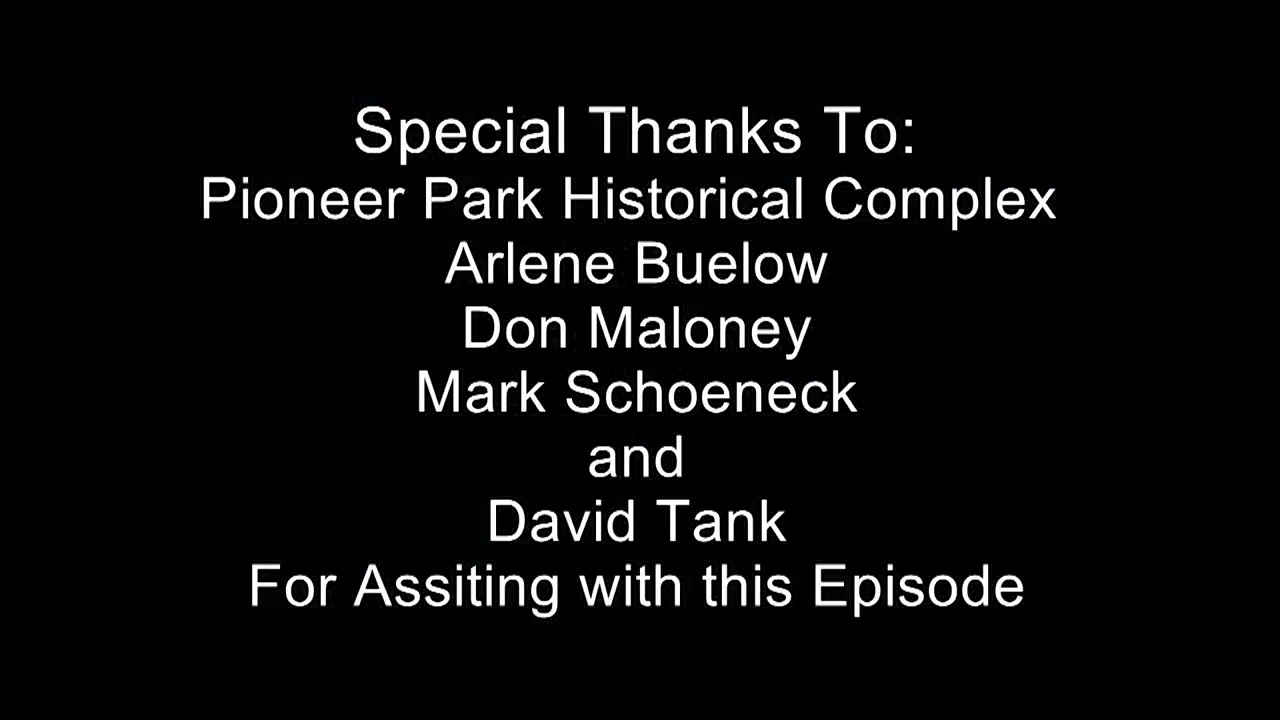 Special Thanks To:
Pioneer Park Historical Complex
Arlene Buelow
Don Maloney
Mark Schoeneck
and
David Tank
For Assiting with this Episode